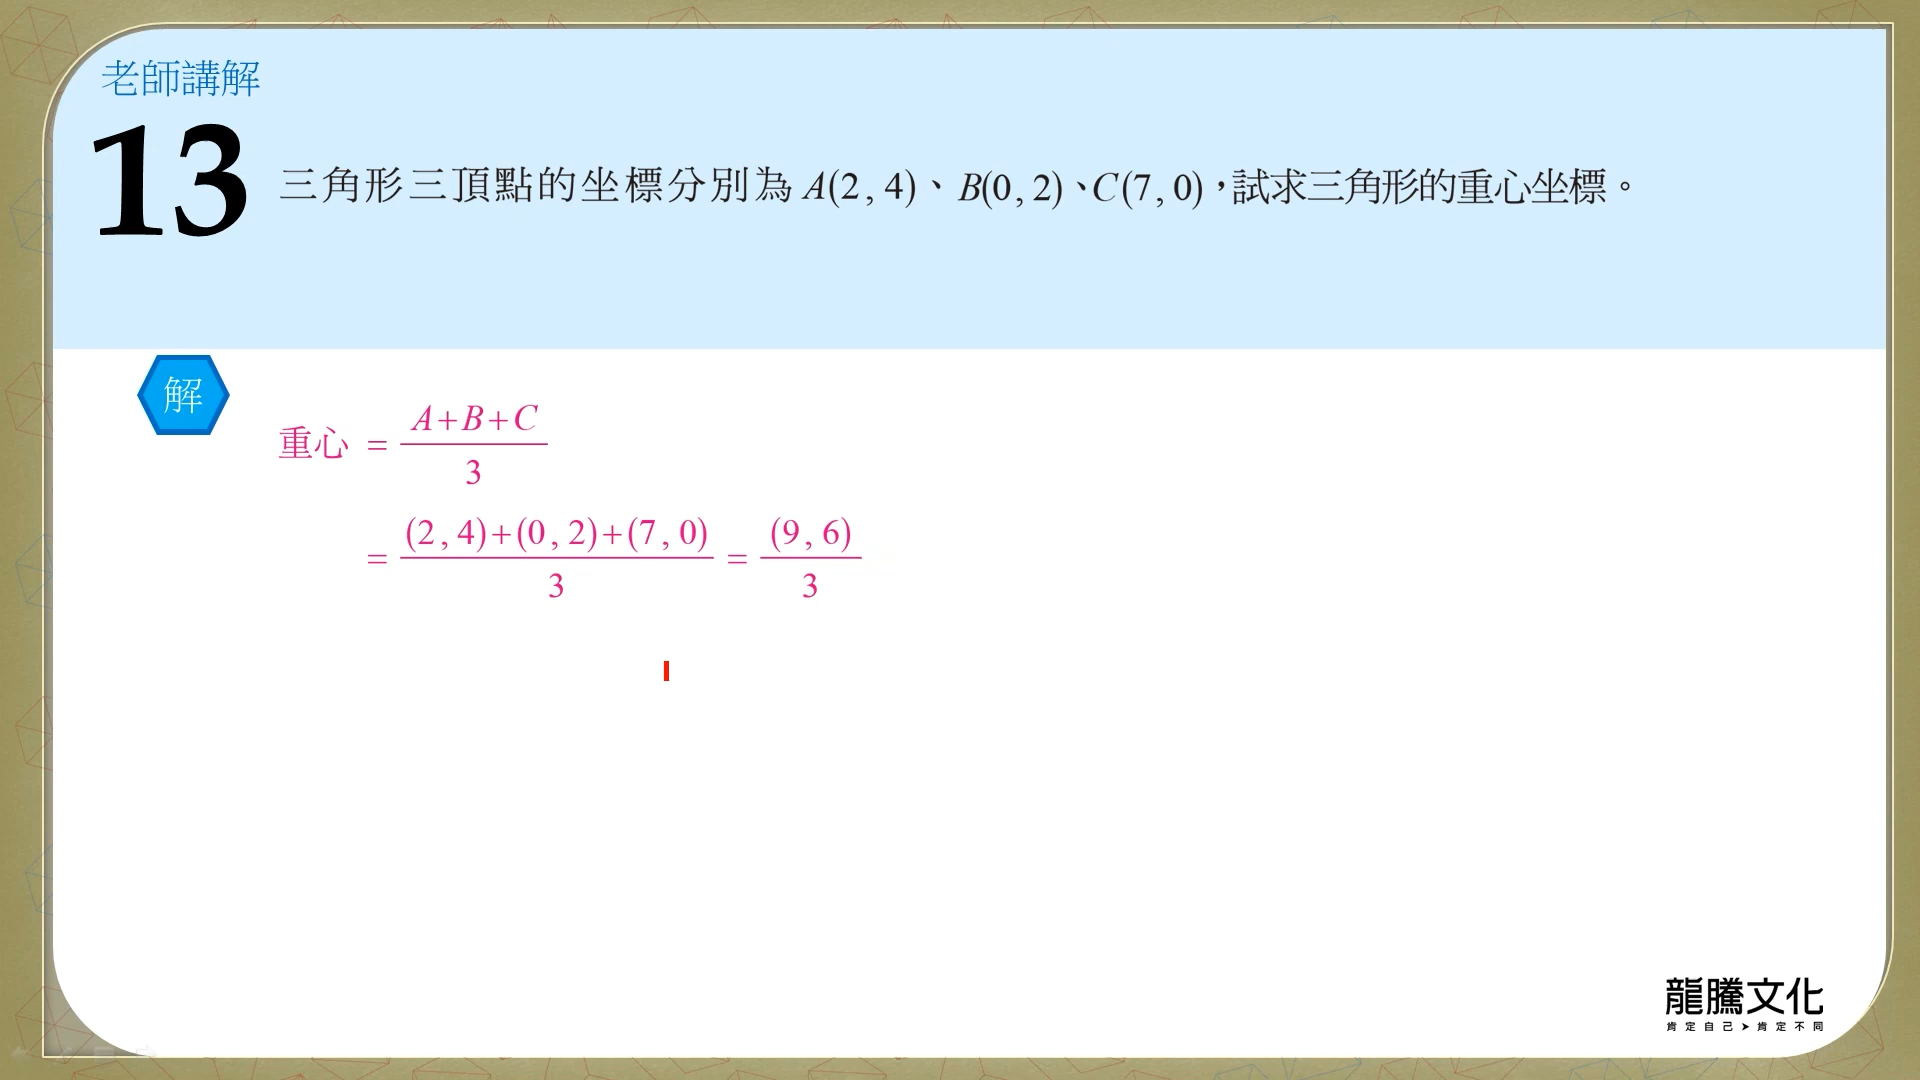 老師講解
13 三角形三頂點的坐標分別為 A(2, 4)、B(0, 2)、C(7, 0),試求三角形的重心坐標。
解
重心 = \frac{A+B+C}{3}
= \frac{(2, 4)+(0, 2)+(7, 0)}{3} = \frac{(9, 6)}{3}
龍騰文化
肯定自己➤肯定不同